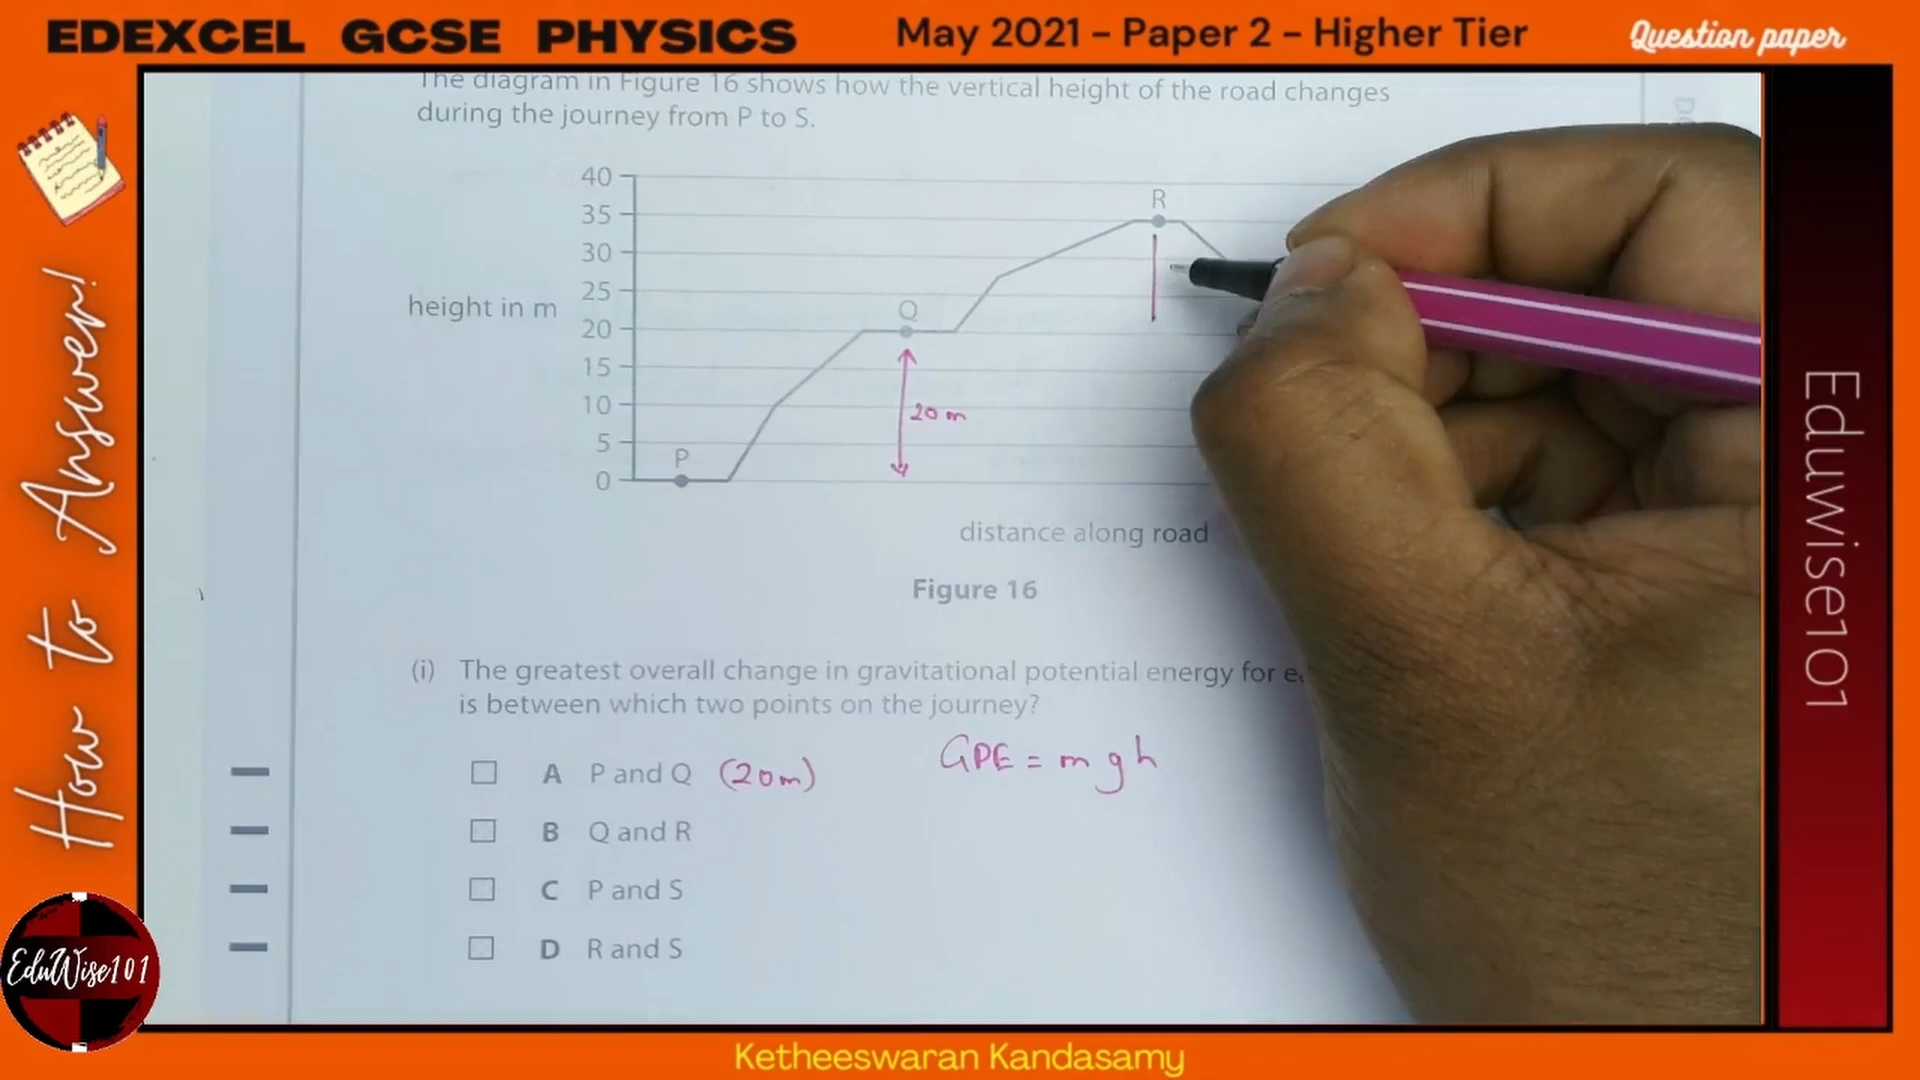 EDEXCEL GCSE PHYSICS
May 2021 - Paper 2 - Higher Tier
Question paper
The diagram in Figure 16 shows how the vertical height of the road changes
during the journey from P to S.
40
35
30
25
20
15
10
5
0
height in m
P
Q
R
20 m
distance along road
Figure 16
(i) The greatest overall change in gravitational potential energy for
is between which two points on the journey?
GPE = m g h
A P and Q (20m)
B Q and R
C P and S
D R and S
How to Answer!
Eduwise101
EduWise101
Ketheeswaran Kandasamy